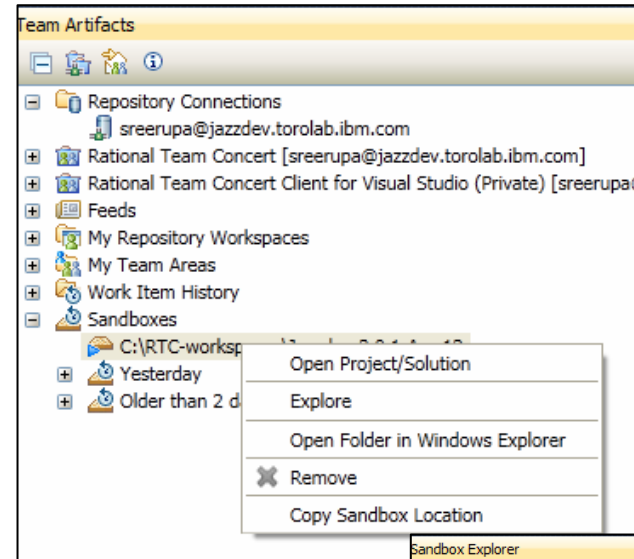 Team Artifacts
Repository Connections
sreerupa@jazzdev.torolab.ibm.com
Rational Team Concert [sreerupa@jazzdev.torolab.ibm.com]
Rational Team Concert Client for Visual Studio (Private) [sreerupa
Feeds
My Repository Workspaces
My Team Areas
Work Item History
Sandboxes
C:\RTC-worksp
Yesterday
Older than 2 d
Open Project/Solution
Explore
Open Folder in Windows Explorer
Remove
Copy Sandbox Location
Sandbox Explorer